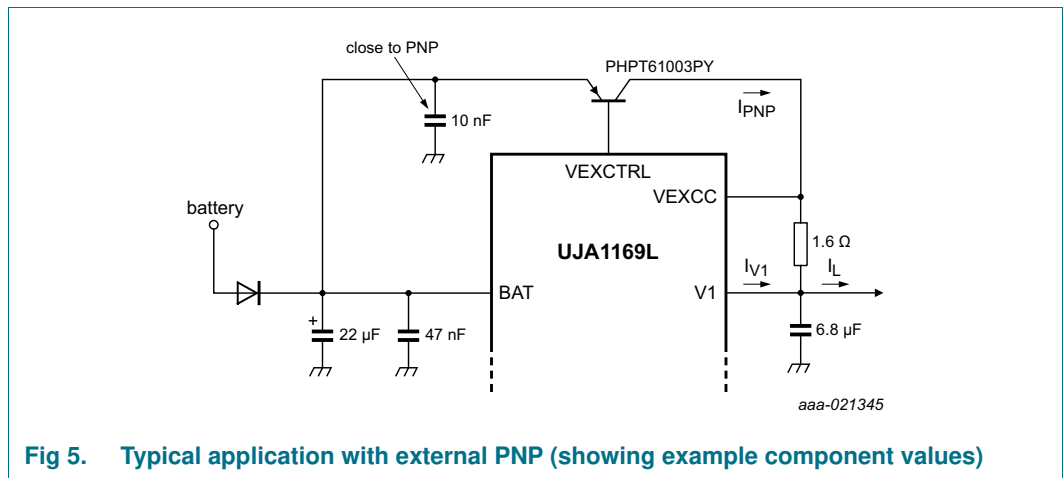 close to PNP
PHPT61003PY
I_PNP
10 nF
VEXCTRL
VEXCC
battery
1.6 Ω
UJA1169L
I_V1
I_L
BAT
V1
+
22 μF
47 nF
6.8 μF
aaa-021345
Fig 5. Typical application with external PNP (showing example component values)